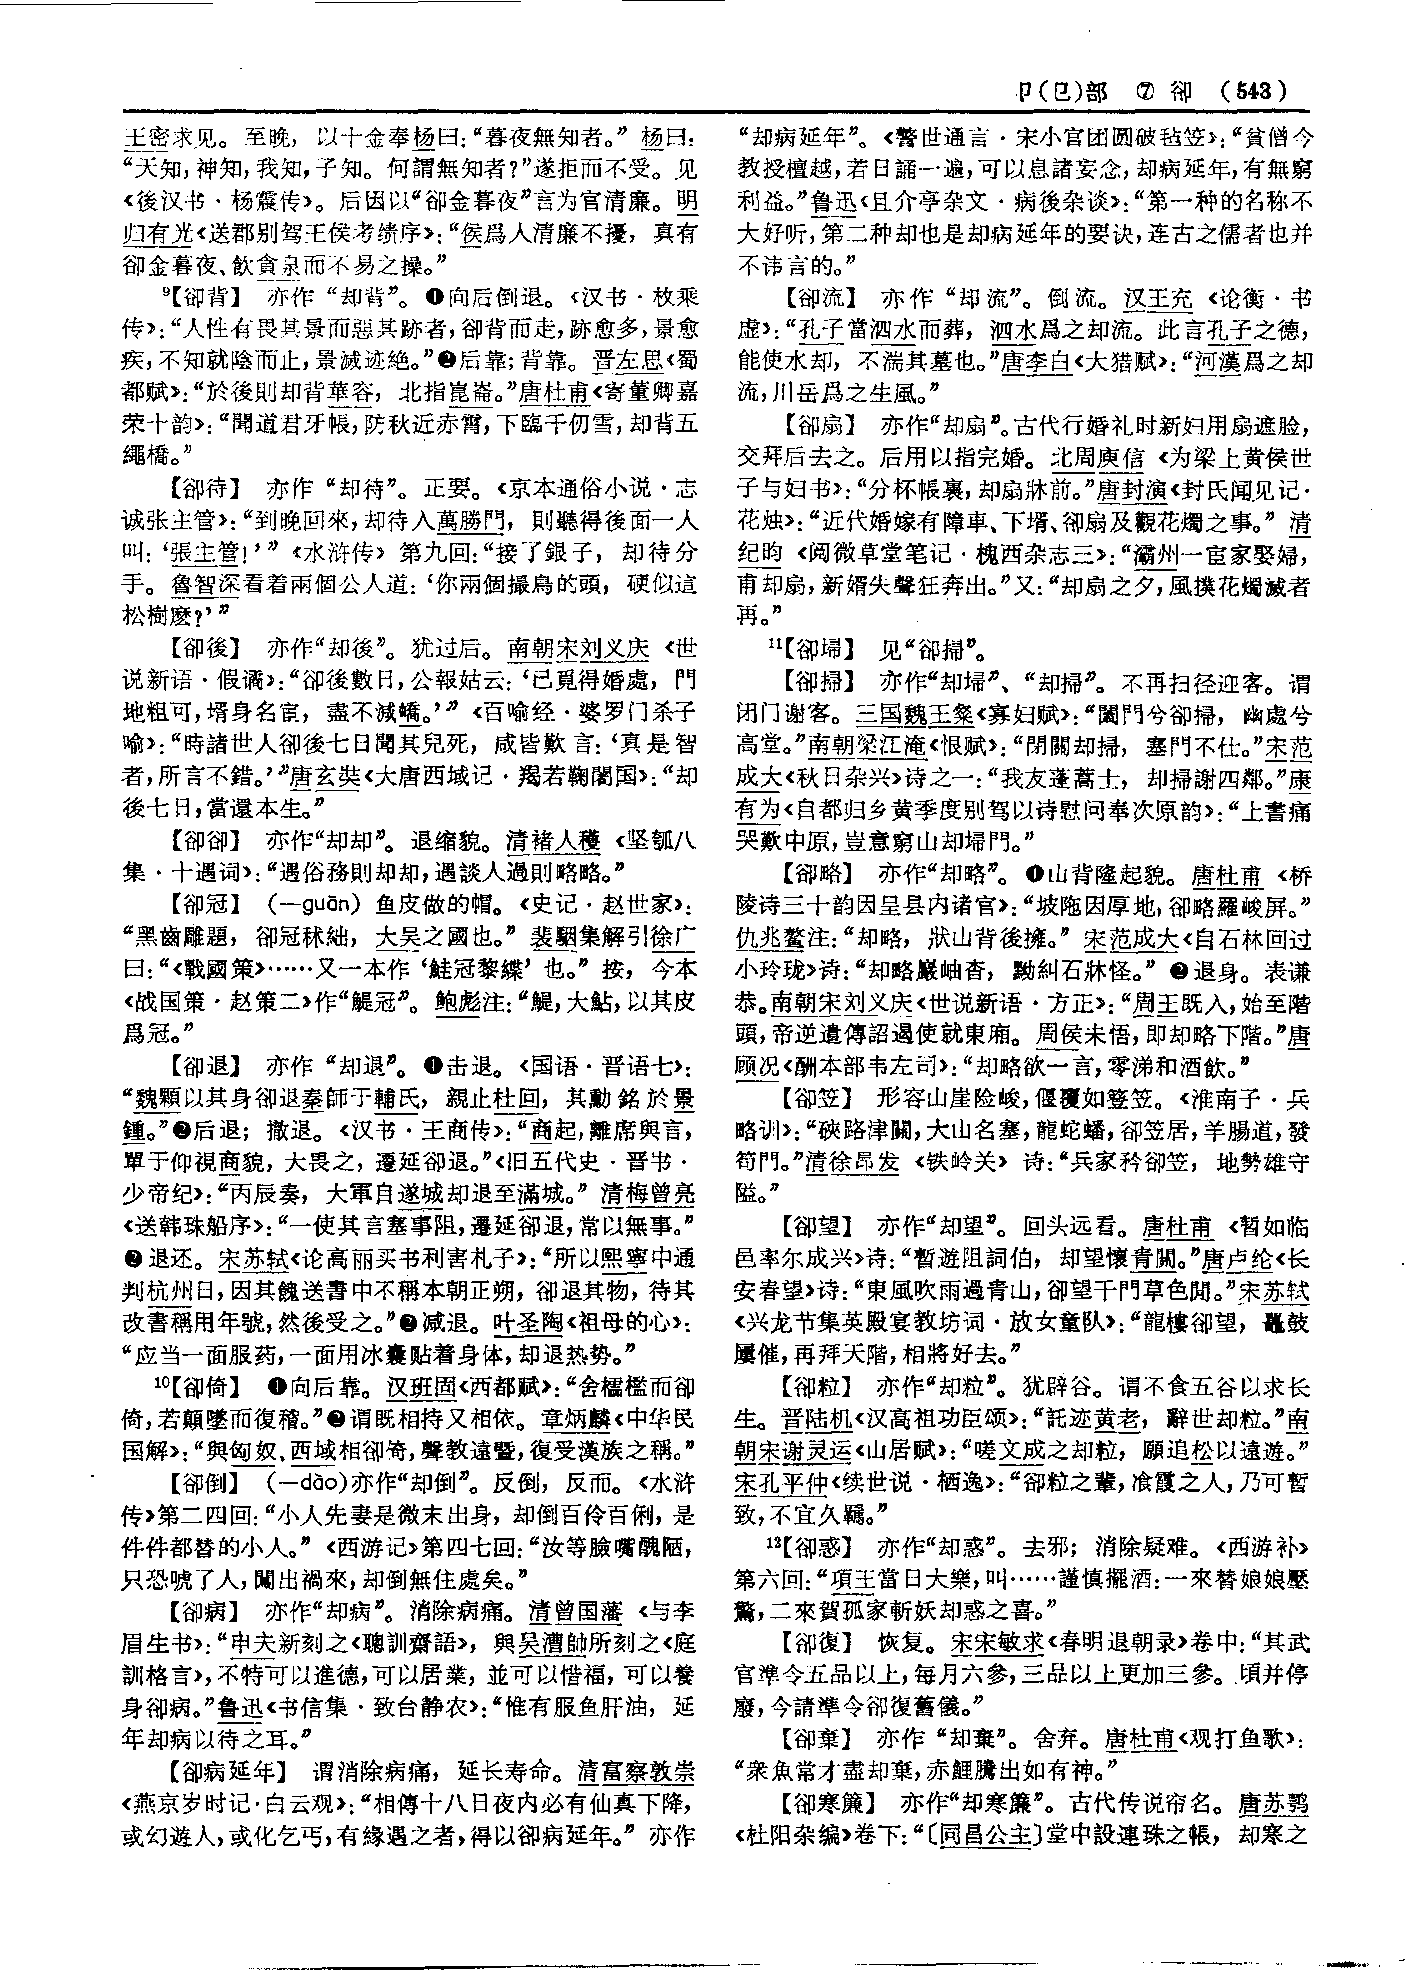 卩(㔾)部 ⑦ 卻 (543)
王密求见。至晚，以十金奉杨曰：“暮夜無知者。”杨曰：
“天知，神知，我知，子知。何謂無知者？”遂拒而不受。见
《後汉书·杨震传》。后因以“卻金暮夜”言为官清廉。明
归有光《送郡别驾王侯考绩序》：“侯爲人清廉不擾，真有
卻金暮夜、飲貪泉而不易之操。”
⁹【卻背】 亦作“却背”。❶向后倒退。《汉书·枚乘
传》：“人性有畏其景而惡其跡者，卻背而走，跡愈多，景愈
疾，不知就陰而止，景滅迹絶。”❷后靠；背靠。晋左思《蜀
都赋》：“於後則却背華容，北指崑崙。”唐杜甫《寄董卿嘉
荣十韵》：“聞道君牙帳，防秋近赤霄，下臨千仞雪，却背五
繩橋。”
【卻待】 亦作“却待”。正要。《京本通俗小说·志
诚张主管》：“到晚回來，却待入萬勝門，則聽得後面一人
叫：‘張主管！’”《水浒传》第九回：“接了銀子，却待分
手。魯智深看着兩個公人道：‘你兩個撮鳥的頭，硬似這
松樹麽？’”
【卻後】 亦作“却後”。犹过后。南朝宋刘义庆《世
说新语·假谲》：“卻後數日，公報姑云：‘已覓得婚處，門
地粗可，壻身名宦，盡不減嶠。’”《百喻经·婆罗门杀子
喻》：“時諸世人卻後七日聞其兒死，咸皆歎言：‘真是智
者，所言不錯。’”唐玄奘《大唐西域记·羯若鞠闍国》：“却
後七日，當還本生。”
【卻卻】 亦作“却却”。退缩貌。清褚人穫《坚瓠八
集·十遇词》：“遇俗務則却却，遇談人過則略略。”
【卻冠】 （－guān）鱼皮做的帽。《史记·赵世家》：
“黑齒雕題，卻冠秫絀，大吴之國也。”裴駰集解引徐广
曰：“《戰國策》……又一本作‘鮭冠黎緤’也。”按，今本
《战国策·赵策二》作“鯷冠”。鲍彪注：“鯷，大鮎，以其皮
爲冠。”
【卻退】 亦作“却退”。❶击退。《国语·晋语七》：
“魏顆以其身卻退秦師于輔氏，親止杜回，其勳銘於景
鍾。”❷后退；撤退。《汉书·王商传》：“商起，離席與言，
單于仰視商貌，大畏之，遷延卻退。”《旧五代史·晋书·
少帝纪》：“丙辰奏，大軍自遂城却退至滿城。”清梅曾亮
《送韩珠船序》：“一使其言塞事阻，遷延卻退，常以無事。”
❷退还。宋苏轼《论高丽买书利害札子》：“所以熙寧中通
判杭州日，因其餽送書中不稱本朝正朔，卻退其物，待其
改書稱用年號，然後受之。”❷减退。叶圣陶《祖母的心》：
“应当一面服药，一面用冰囊贴着身体，却退热势。”
¹⁰【卻倚】 ❶向后靠。汉班固《西都赋》：“舍櫺檻而卻
倚，若顛墜而復稽。”❷谓既相持又相依。章炳麟《中华民
国解》：“與匈奴、西域相卻倚，聲教遠暨，復受漢族之稱。”
【卻倒】 （－dào）亦作“却倒”。反倒，反而。《水浒
传》第二四回：“小人先妻是微末出身，却倒百伶百俐，是
件件都替的小人。”《西游记》第四七回：“汝等臉嘴醜陋，
只恐唬了人，闖出禍來，却倒無住處矣。”
【卻病】 亦作“却病”。消除病痛。清曾国藩《与李
眉生书》：“申夫新刻之《聰訓齋語》，與吴漕帥所刻之《庭
訓格言》，不特可以進德，可以居業，並可以惜福，可以養
身卻病。”鲁迅《书信集·致台静农》：“惟有服鱼肝油，延
年却病以待之耳。”
【卻病延年】 谓消除病痛，延长寿命。清富察敦崇
《燕京岁时记·白云观》：“相傳十八日夜内必有仙真下降，
或幻遊人，或化乞丐，有緣遇之者，得以卻病延年。”亦作
“却病延年”。《警世通言·宋小官团圆破毡笠》：“貧僧今
教授檀越，若日誦一遍，可以息諸妄念，却病延年，有無窮
利益。”鲁迅《且介亭杂文·病後杂谈》：“第一种的名称不
大好听，第二种却也是却病延年的要诀，连古之儒者也并
不讳言的。”
【卻流】 亦作“却流”。倒流。汉王充《论衡·书
虚》：“孔子當泗水而葬，泗水爲之却流。此言孔子之德，
能使水却，不湍其墓也。”唐李白《大猎赋》：“河漢爲之却
流，川岳爲之生風。”
【卻扇】 亦作“却扇”。古代行婚礼时新妇用扇遮脸，
交拜后去之。后用以指完婚。北周庾信《为梁上黄侯世
子与妇书》：“分杯帳裏，却扇牀前。”唐封演《封氏闻见记·
花烛》：“近代婚嫁有障車、下壻、卻扇及觀花燭之事。”清
纪昀《阅微草堂笔记·槐西杂志三》：“灞州一宦家娶婦，
甫却扇，新婿失聲狂奔出。”又：“却扇之夕，風撲花燭滅者
再。”
¹¹【卻埽】 见“卻掃”。
【卻掃】 亦作“却埽”、“却掃”。不再扫径迎客。谓
闭门谢客。三国魏王粲《寡妇赋》：“闔門兮卻掃，幽處兮
高堂。”南朝梁江淹《恨赋》：“閉關却掃，塞門不仕。”宋范
成大《秋日杂兴》诗之一：“我友蓬蒿士，却掃謝四鄰。”康
有为《自都归乡黄季度别驾以诗慰问奉次原韵》：“上書痛
哭歎中原，豈意窮山却埽門。”
【卻略】 亦作“却略”。❶山背隆起貌。唐杜甫《桥
陵诗三十韵因呈县内诸官》：“坡陁因厚地，卻略羅峻屏。”
仇兆鳌注：“却略，狀山背後擁。”宋范成大《自石林回过
小玲珑》诗：“却略巖岫杳，黝糾石牀怪。”❷退身。表谦
恭。南朝宋刘义庆《世说新语·方正》：“周王既入，始至階
頭，帝逆遣傳詔遏使就東廂。周侯未悟，即却略下階。”唐
顾况《酬本部韦左司》：“却略欲一言，零涕和酒飲。”
【卻笠】 形容山崖险峻，偃覆如簦笠。《淮南子·兵
略训》：“硤路津關，大山名塞，龍蛇蟠，卻笠居，羊腸道，發
笱門。”清徐昂发《铁岭关》诗：“兵家矜卻笠，地勢雄守
隘。”
【卻望】 亦作“却望”。回头远看。唐杜甫《暂如临
邑率尔成兴》诗：“暫遊阻詞伯，却望懷青關。”唐卢纶《长
安春望》诗：“東風吹雨過青山，卻望千門草色閒。”宋苏轼
《兴龙节集英殿宴教坊词·放女童队》：“龍樓卻望，鼉鼓
屢催，再拜天階，相將好去。”
【卻粒】 亦作“却粒”。犹辟谷。谓不食五谷以求长
生。晋陆机《汉高祖功臣颂》：“託迹黄老，辭世却粒。”南
朝宋谢灵运《山居赋》：“嗟文成之却粒，願追松以遠遊。”
宋孔平仲《续世说·栖逸》：“卻粒之輩，飡霞之人，乃可暫
致，不宜久羈。”
¹²【卻惑】 亦作“却惑”。去邪；消除疑难。《西游补》
第六回：“項王當日大樂，叫……謹慎擺酒：一來替娘娘壓
驚，二來賀孤家斬妖却惑之喜。”
【卻復】 恢复。宋宋敏求《春明退朝录》卷中：“其武
官準令五品以上，每月六參，三品以上更加三參。頃并停
廢，今請準令卻復舊儀。”
【卻棄】 亦作“却棄”。舍弃。唐杜甫《观打鱼歌》：
“衆魚常才盡却棄，赤鯉騰出如有神。”
【卻寒簾】 亦作“却寒簾”。古代传说帘名。唐苏鹗
《杜阳杂编》卷下：“〔同昌公主〕堂中設連珠之帳，却寒之